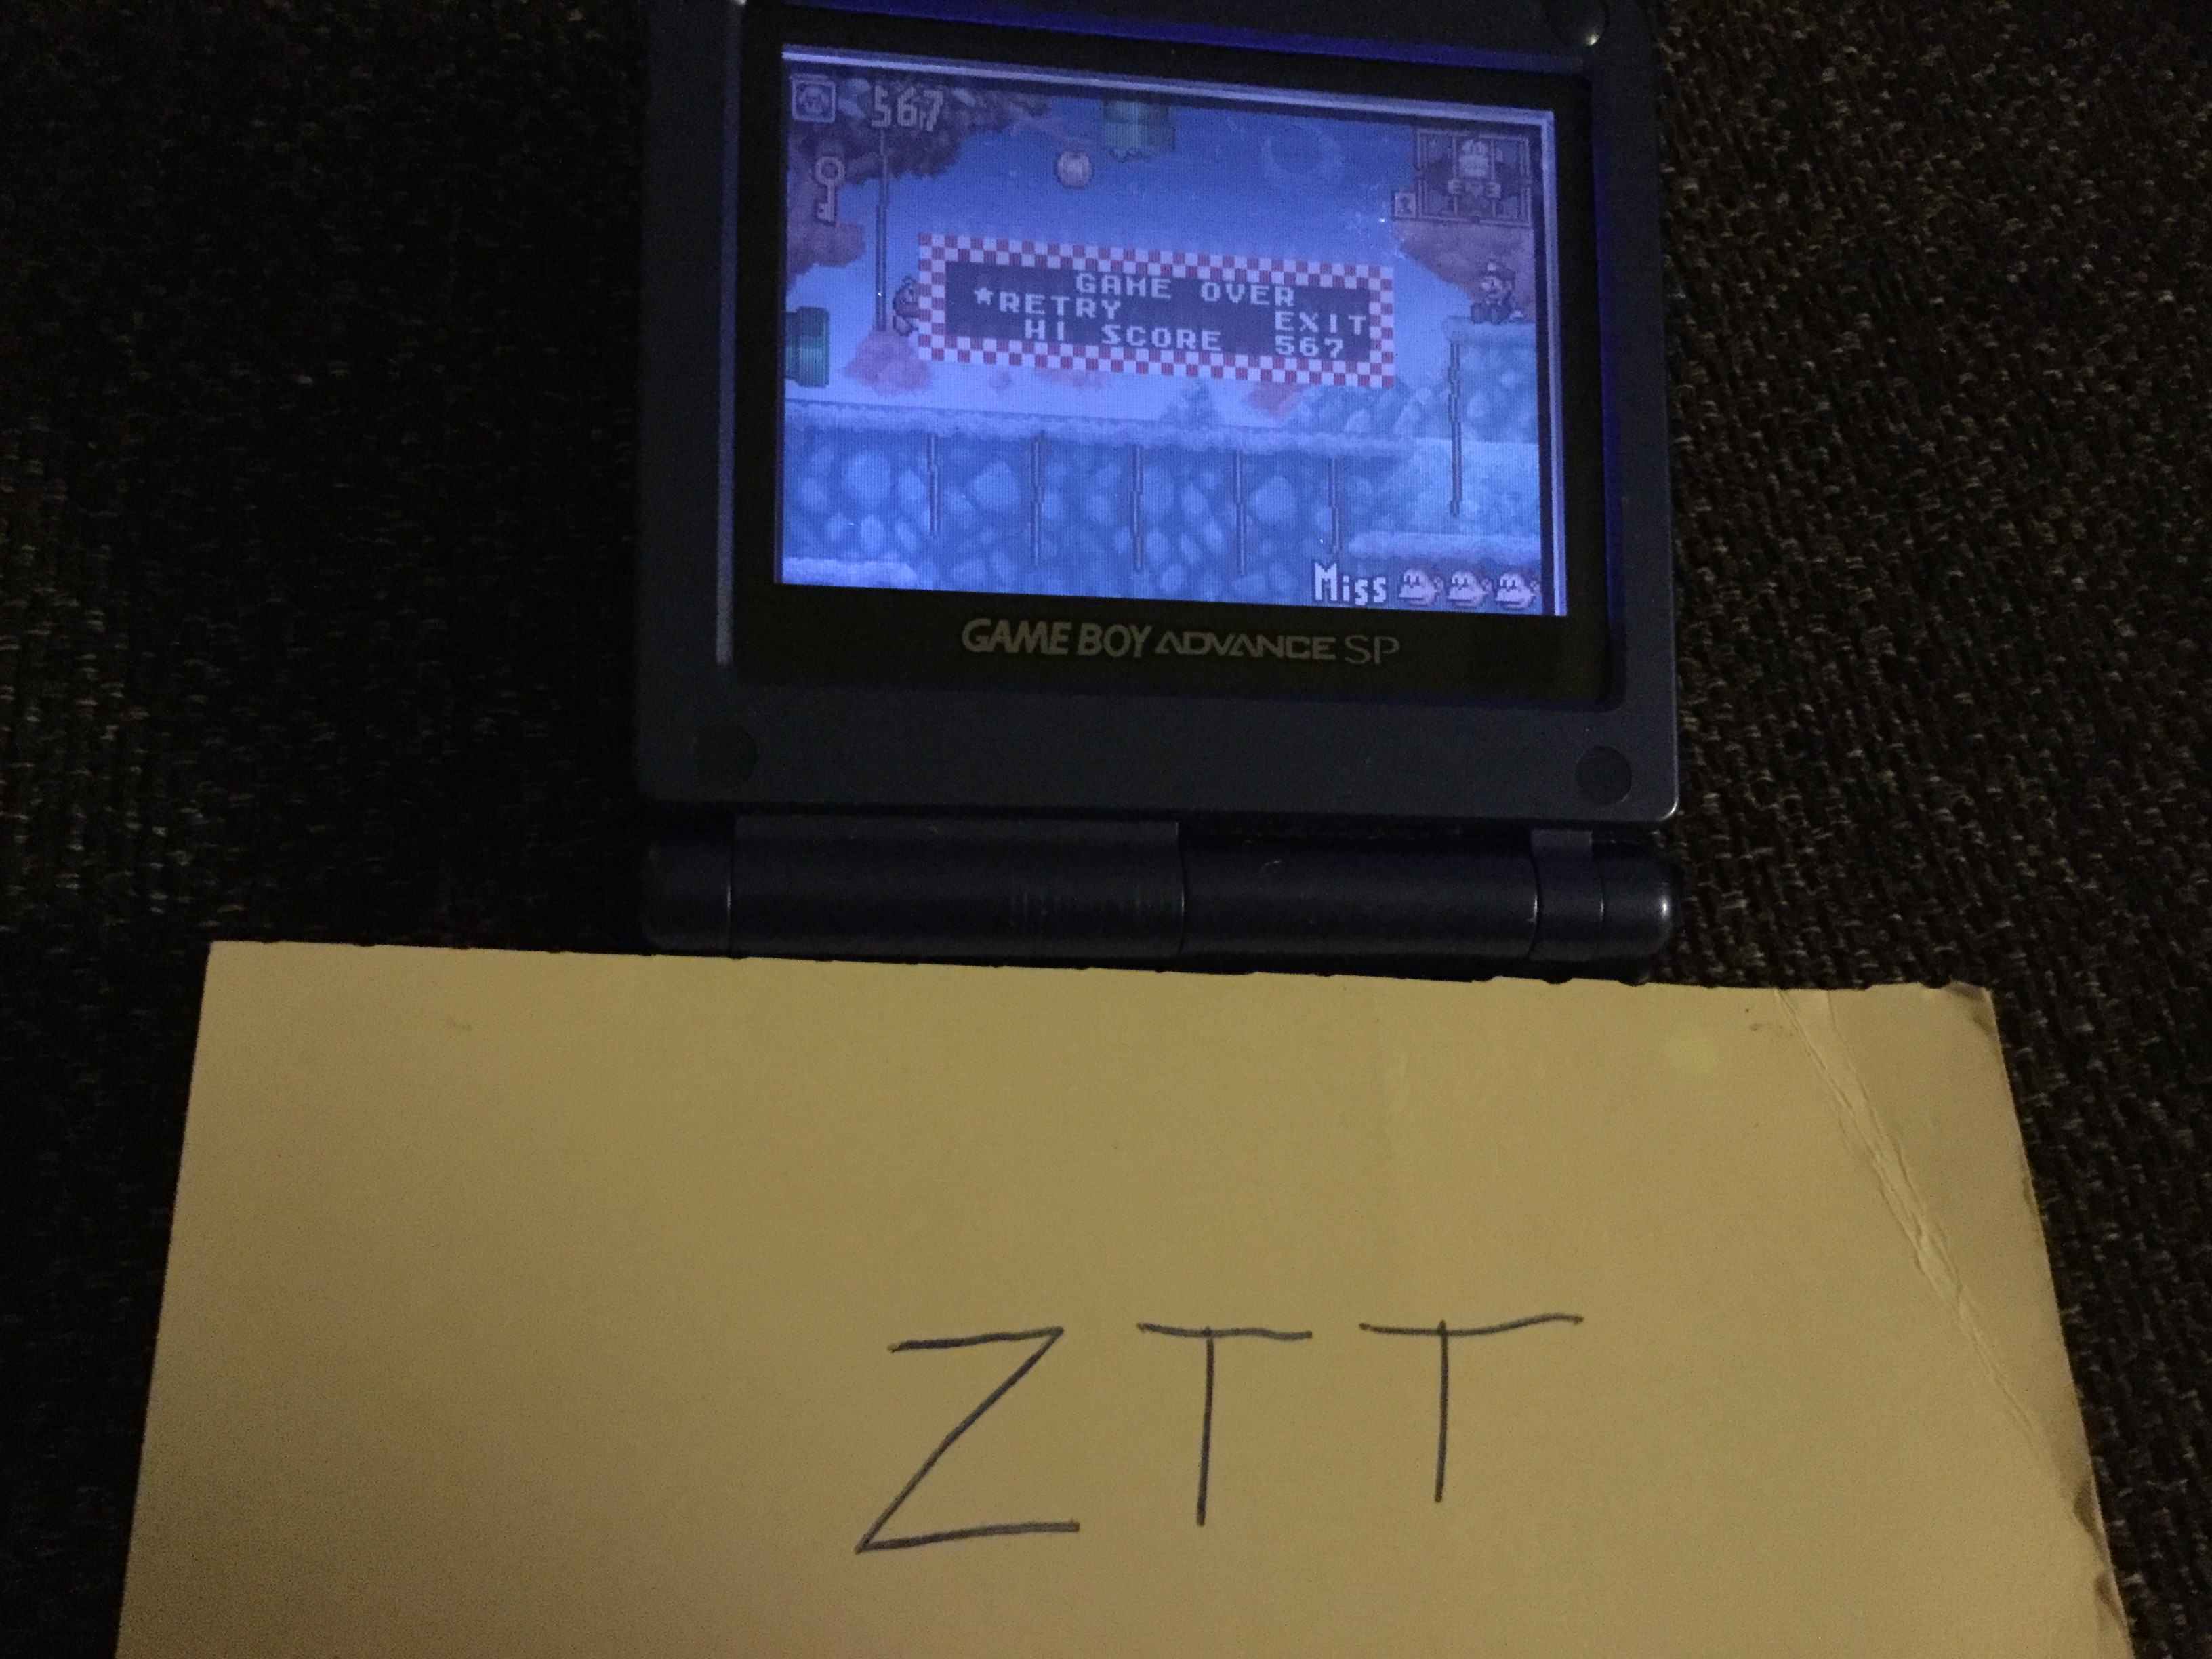 567
GAME OVER
★RETRY EXIT
HI SCORE 567
Miss
GAME BOY ADVANCE SP
ZTT